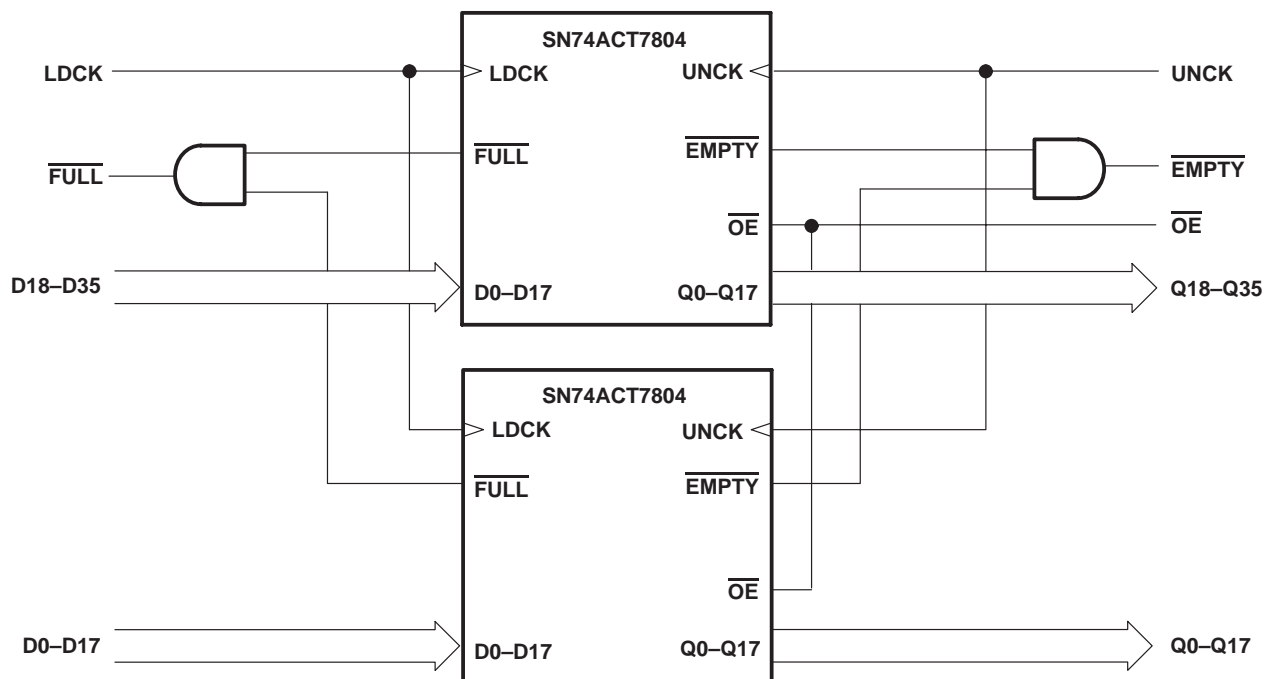 SN74ACT7804
LDCK
LDCK
UNCK
UNCK
FULL
FULL
EMPTY
EMPTY
OE
OE
D18–D35
D0–D17
Q0–Q17
Q18–Q35
SN74ACT7804
LDCK
UNCK
FULL
EMPTY
OE
D0–D17
D0–D17
Q0–Q17
Q0–Q17